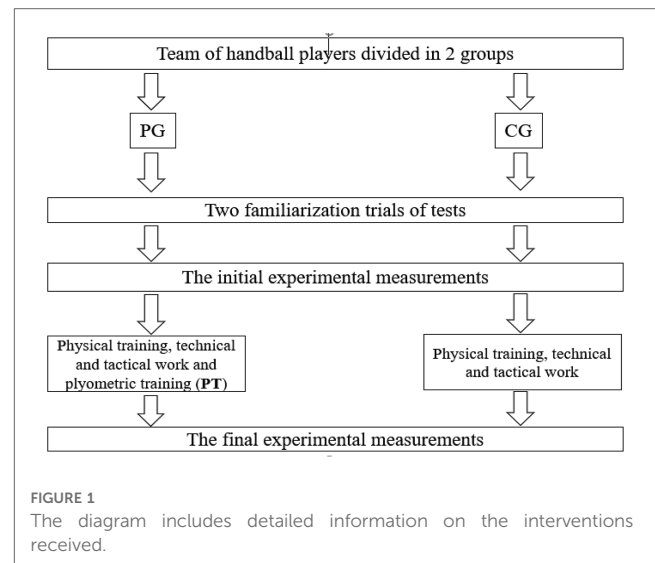 Team of handball players divided in 2 groups
PG
CG
Two familiarization trials of tests
The initial experimental measurements
Physical training, technical
and tactical work and
plyometric training (PT)
Physical training, technical
and tactical work
The final experimental measurements
FIGURE 1
The diagram includes detailed information on the interventions
received.